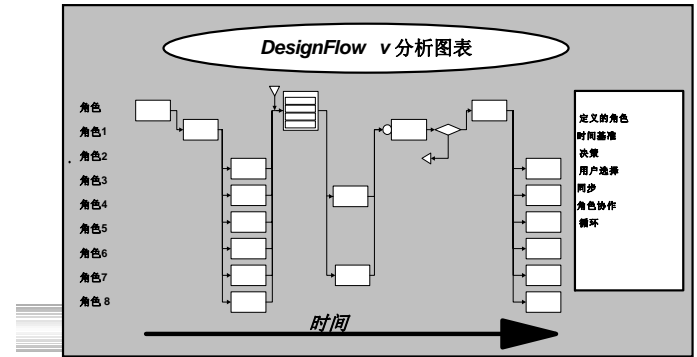 DesignFlow v 分析图表
角色
角色1
角色2
角色3
角色4
角色5
角色6
角色7
角色 8
定义的角色
时间基准
决策
用户选择
同步
角色协作
循环
时间